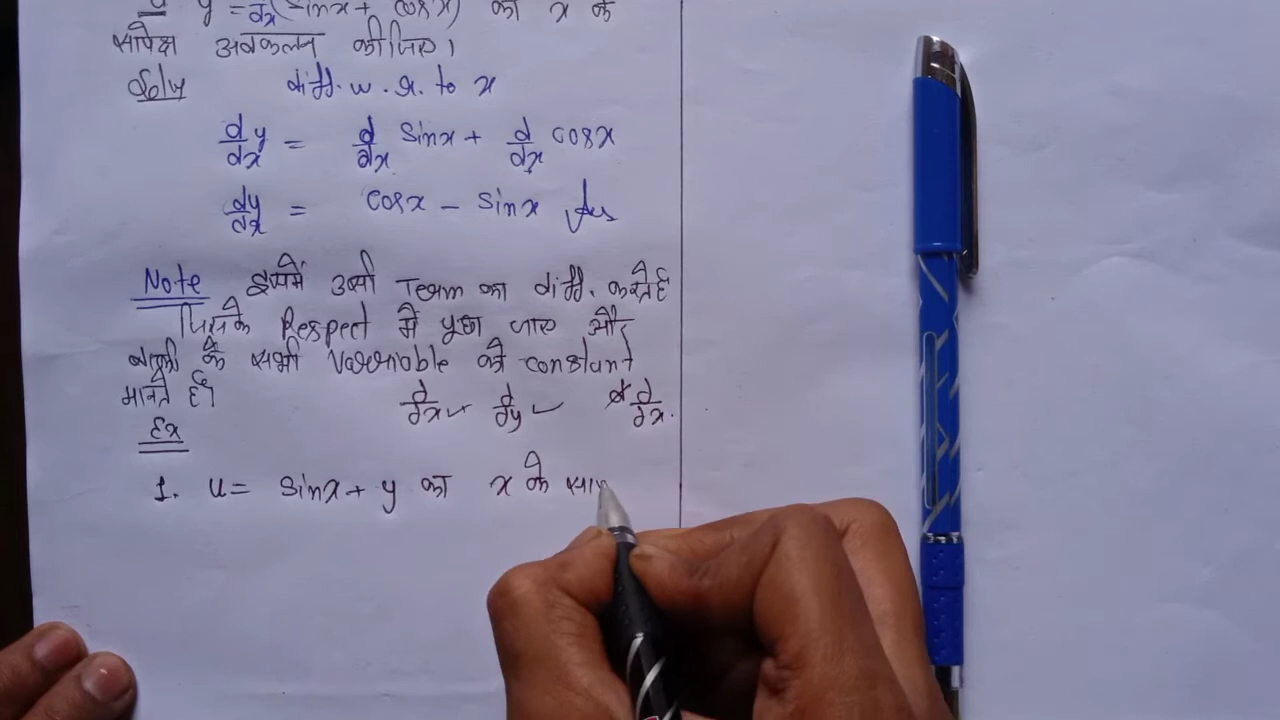 y = d/dx (sinx + cosx) का x के
सापेक्ष अवकलन कीजिए।
Solⁿ diff. w. r. to x
dy/dx = d/dx sinx + d/dx cosx
dy/dx = cosx - sinx Ans
Note इसमें उसी Term का diff. करते है
जिसके Respect में पूछा जाए और
बाकी के सभी Variable को constant
मानते है।
∂/∂x ✓ ∂/∂y ✓ d/dx.
Ex
1. u = sinx + y का x के साप